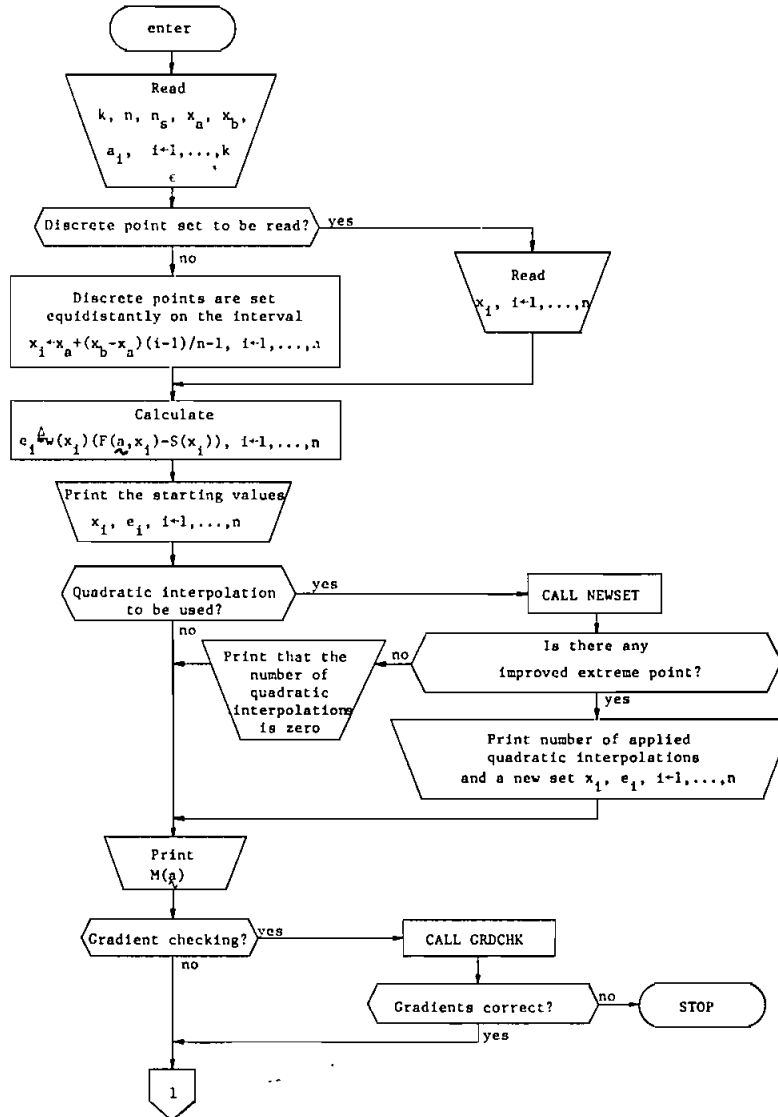 enter
Read
k, n, n_s, x_a, x_b,
a_i, i←1,...,k
ϵ
Discrete point set to be read?
yes
no
Read
x_i, i←1,...,n
Discrete points are set
equidistantly on the interval
x_i←x_a+(x_b-x_a)(i-1)/n-1, i←1,...,n
Calculate
e_i≜w(x_i)(F(a,x_i)-S(x_i)), i←1,...,n
Print the starting values
x_i, e_i, i←1,...,n
Quadratic interpolation
to be used?
yes
no
CALL NEWSET
Is there any
improved extreme point?
no
yes
Print that the
number of
quadratic
interpolations
is zero
Print number of applied
quadratic interpolations
and a new set x_i, e_i, i←1,...,n
Print
M(a)
Gradient checking?
yes
no
CALL GRDCHK
Gradients correct?
no
yes
STOP
1